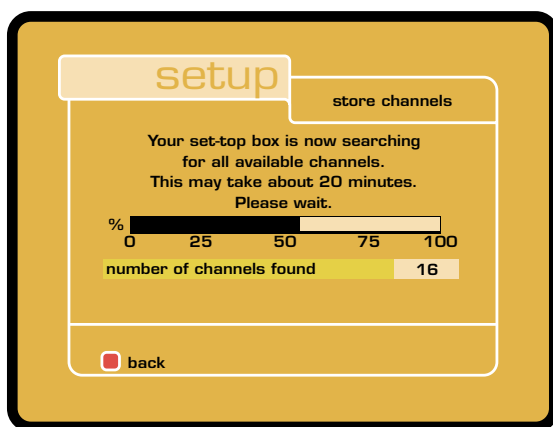 setup
store channels
Your set-top box is now searching
for all available channels.
This may take about 20 minutes.
Please wait.
%
0 25 50 75 100
number of channels found 16
back